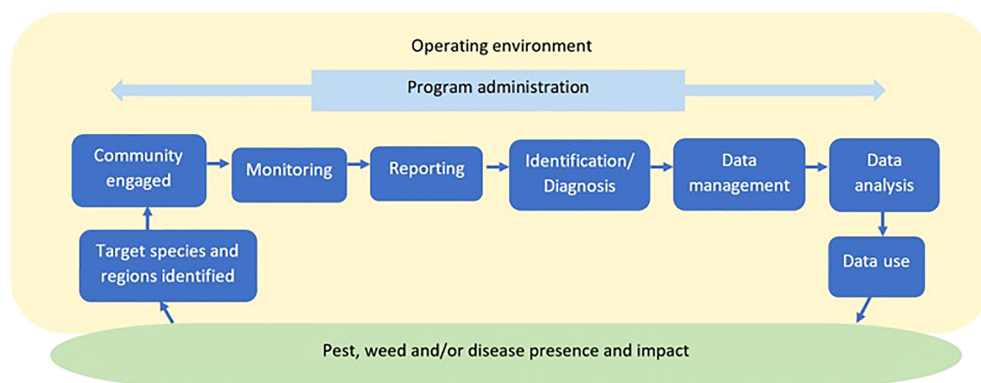 Operating environment
Program administration
Community
engaged
Monitoring
Reporting
Identification/
Diagnosis
Data
management
Data
analysis
Target species and
regions identified
Data use
Pest, weed and/or disease presence and impact